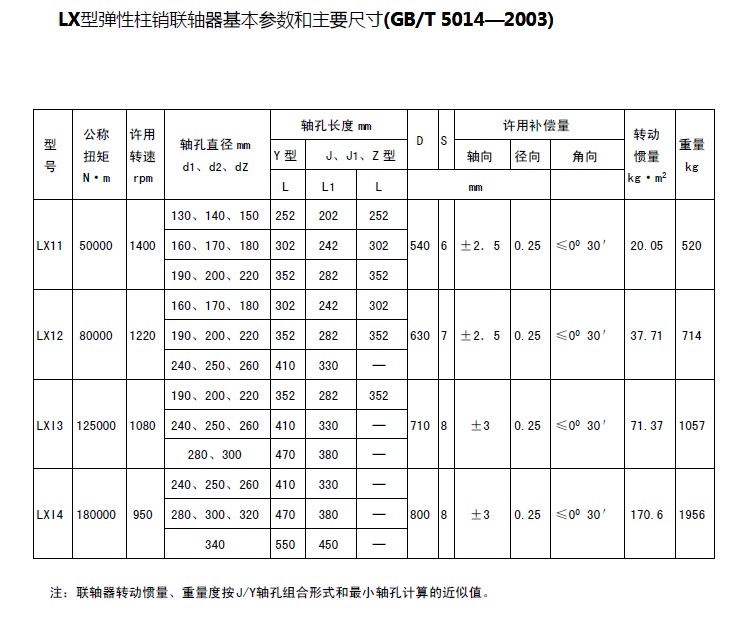 LX型弹性柱销联轴器基本参数和主要尺寸(GB/T 5014—2003)
型号 公称扭矩 N·m 许用转速 rpm 轴孔直径 mm d1、d2、dZ 轴孔长度 mm D S 许用补偿量 转动惯量 kg·m² 重量 kg
Y 型 J、J1、Z 型 轴向 径向 角向
L L1 L mm
130、140、150 252 202 252
LX11 50000 1400 160、170、180 302 242 302 540 6 ±2. 5 0.25 ≤0⁰ 30′ 20.05 520
190、200、220 352 282 352
160、170、180 302 242 302
LX12 80000 1220 190、200、220 352 282 352 630 7 ±2. 5 0.25 ≤0⁰ 30′ 37.71 714
240、250、260 410 330 —
190、200、220 352 282 352
LXI3 125000 1080 240、250、260 410 330 — 710 8 ±3 0.25 ≤0⁰ 30′ 71.37 1057
280、300 470 380 —
240、250、260 410 330 —
LXI4 180000 950 280、300、320 470 380 — 800 8 ±3 0.25 ≤0⁰ 30′ 170.6 1956
340 550 450 —
注：联轴器转动惯量、重量度按J/Y轴孔组合形式和最小轴孔计算的近似值。